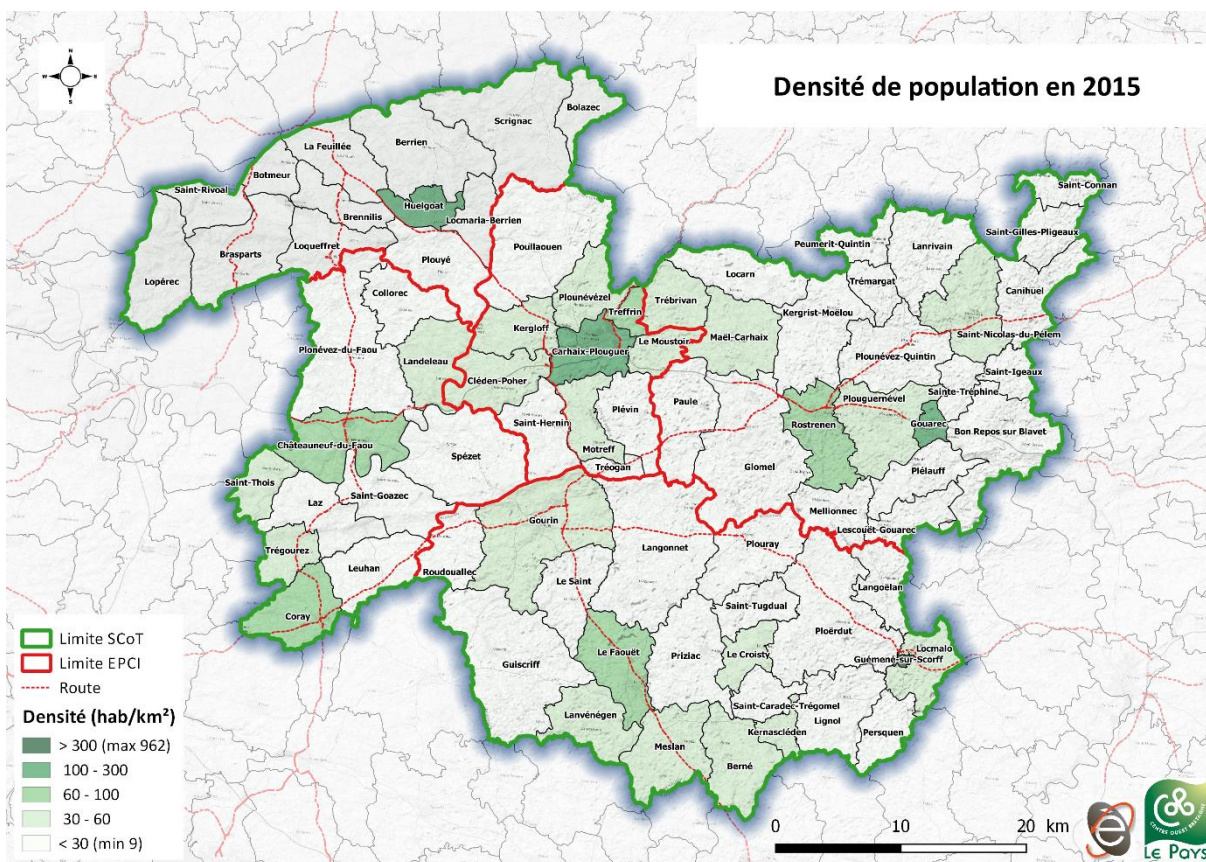 Densité de population en 2015
N
W
E
S
Bolazec
Scrignac
Berrien
La Feuillée
Botmeur
Saint-Rivoal
Huelgoat
Locmaria-Berrien
Brennilis
Loqueffret
Brasparts
Lopérec
Plouyé
Poullaouen
Collorec
Plounévézel
Kergloff
Treffrin
Trébrivan
Carhaix-Plouguer
Le Moustoir
Plonévez-du-Faou
Landeleau
Cléden-Poher
Saint-Connan
Saint-Gilles-Pligeaux
Peumerit-Quintin
Lanrivain
Locarn
Trémargat
Canihuel
Kergrist-Moëlou
Maël-Carhaix
Saint-Nicolas-du-Pélem
Plounévez-Quintin
Saint-Igeaux
Sainte-Tréphine
Plouguernével
Gouarec
Bon Repos sur Blavet
Rostrenen
Paule
Plévin
Saint-Hernin
Motreff
Tréogan
Glomel
Plélauff
Mellionnec
Lescouët-Gouarec
Châteauneuf-du-Faou
Spézet
Saint-Thois
Laz
Saint-Goazec
Trégourez
Leuhan
Coray
Roudouallec
Gourin
Langonnet
Plouray
Le Saint
Langoëlan
Saint-Tugdual
Ploërdut
Guiscriff
Le Faouët
Priziac
Le Croisty
Locmalo
Guémené-sur-Scorff
Lanvénégen
Saint-Caradec-Trégomel
Lignol
Persquen
Kernascléden
Meslan
Berné
Limite SCoT
Limite EPCI
Route
Densité (hab/km²)
> 300 (max 962)
100 - 300
60 - 100
30 - 60
< 30 (min 9)
0 10 20 km
CENTRE OUEST BRETAGNE
LE PAYS